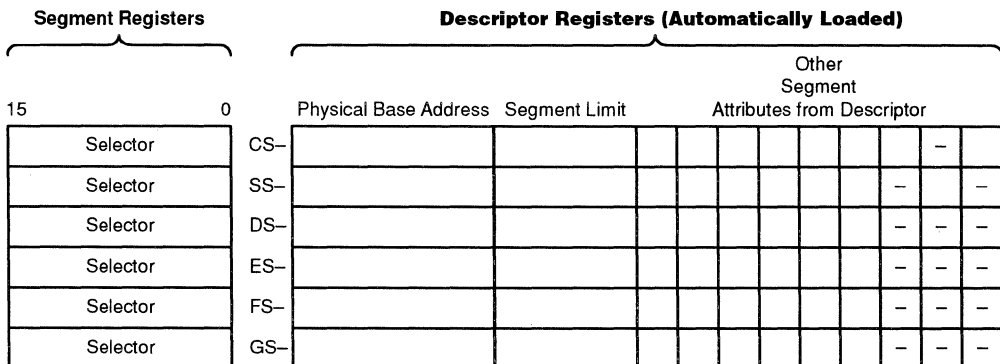 Segment Registers
Descriptor Registers (Automatically Loaded)
Other
Segment
15 0 Physical Base Address Segment Limit Attributes from Descriptor
Selector CS– –
Selector SS– – –
Selector DS– – – –
Selector ES– – – –
Selector FS– – – –
Selector GS– – – –